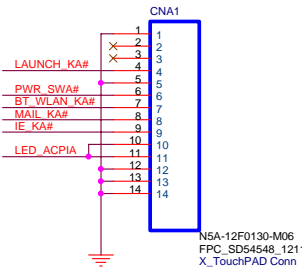 CNA1
1 1
2 2
3 3
LAUNCH_KA# 4 4
5 5
PWR_SWA# 6 6
BT_WLAN_KA# 7 7
MAIL_KA# 8 8
IE_KA# 9 9
10 10
LED_ACPIA 11 11
12 12
13 13
14 14
N5A-12F0130-M06
FPC_SD54548_1211
X_TouchPAD Conn